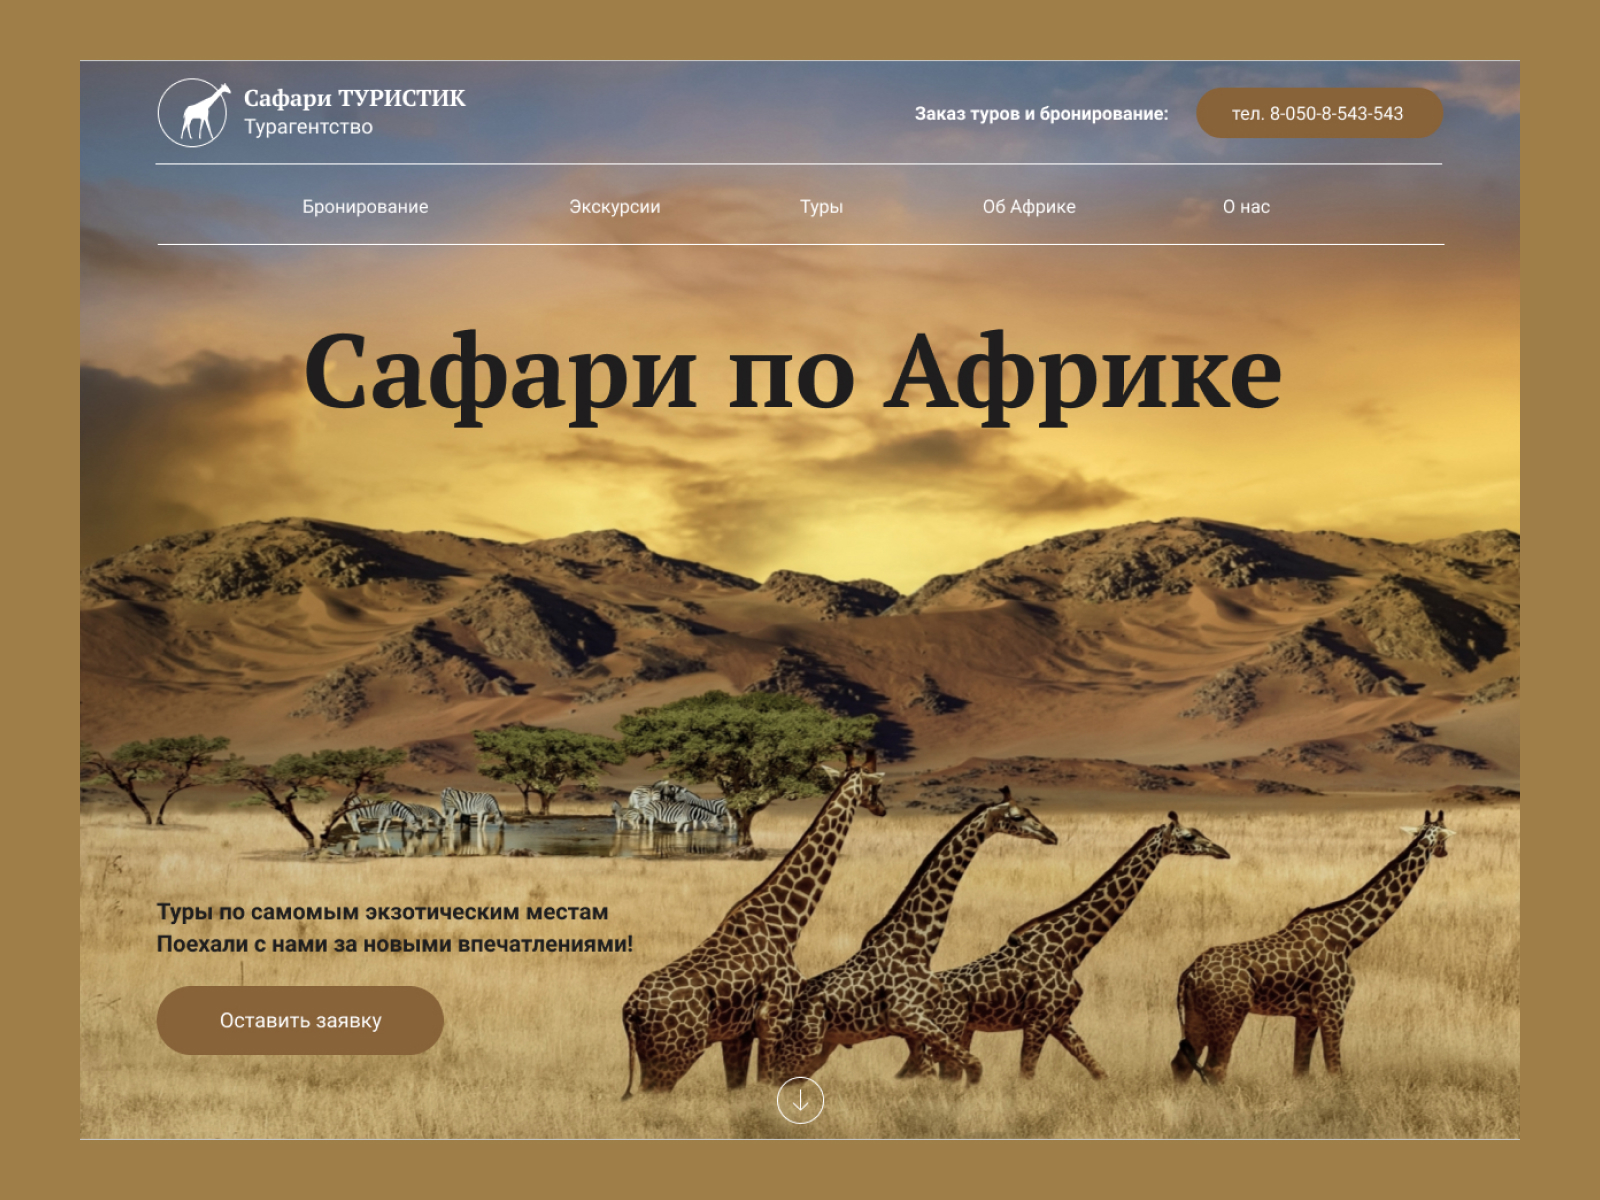 Сафари ТУРИСТИК
Турагентство
Заказ туров и бронирование:
тел. 8-050-8-543-543
Бронирование
Экскурсии
Туры
Об Африке
О нас
Сафари по Африке
Туры по самомым экзотическим местам
Поехали с нами за новыми впечатлениями!
Оставить заявку